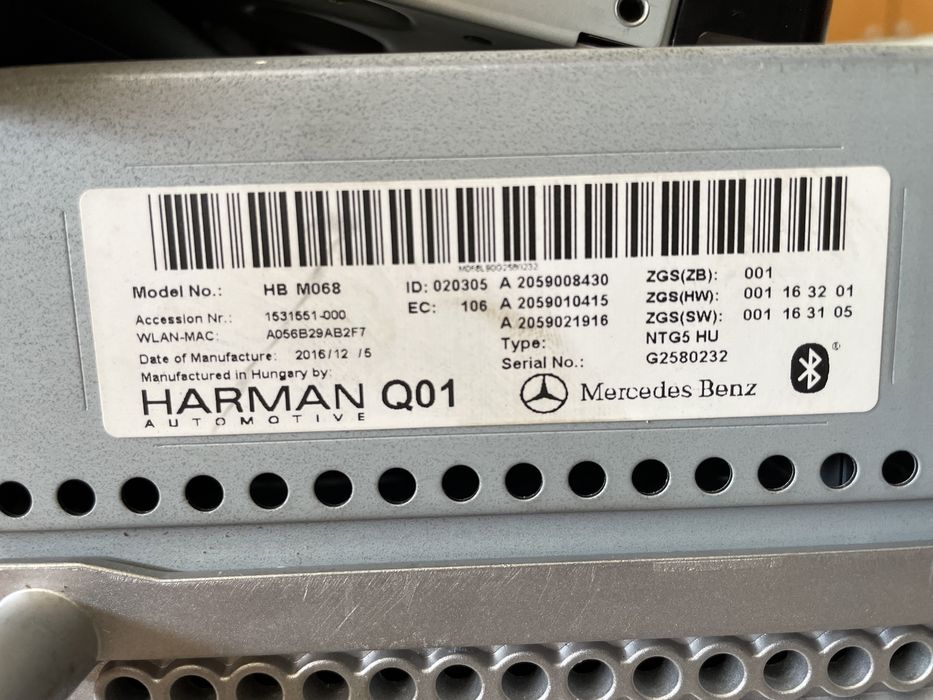 Model No.: HB M068 ID: 020305 A 2059008430 ZGS(ZB): 001
EC: 106 A 2059010415 ZGS(HW): 001 16 32 01
Accession Nr.: 1531551-000 A 2059021916 ZGS(SW): 001 16 31 05
WLAN-MAC: A056B29AB2F7 Type: NTG5 HU
Date of Manufacture: 2016/12 /5 Serial No.: G2580232
Manufactured in Hungary by:
HARMAN Q01 Mercedes Benz
AUTOMOTIVE